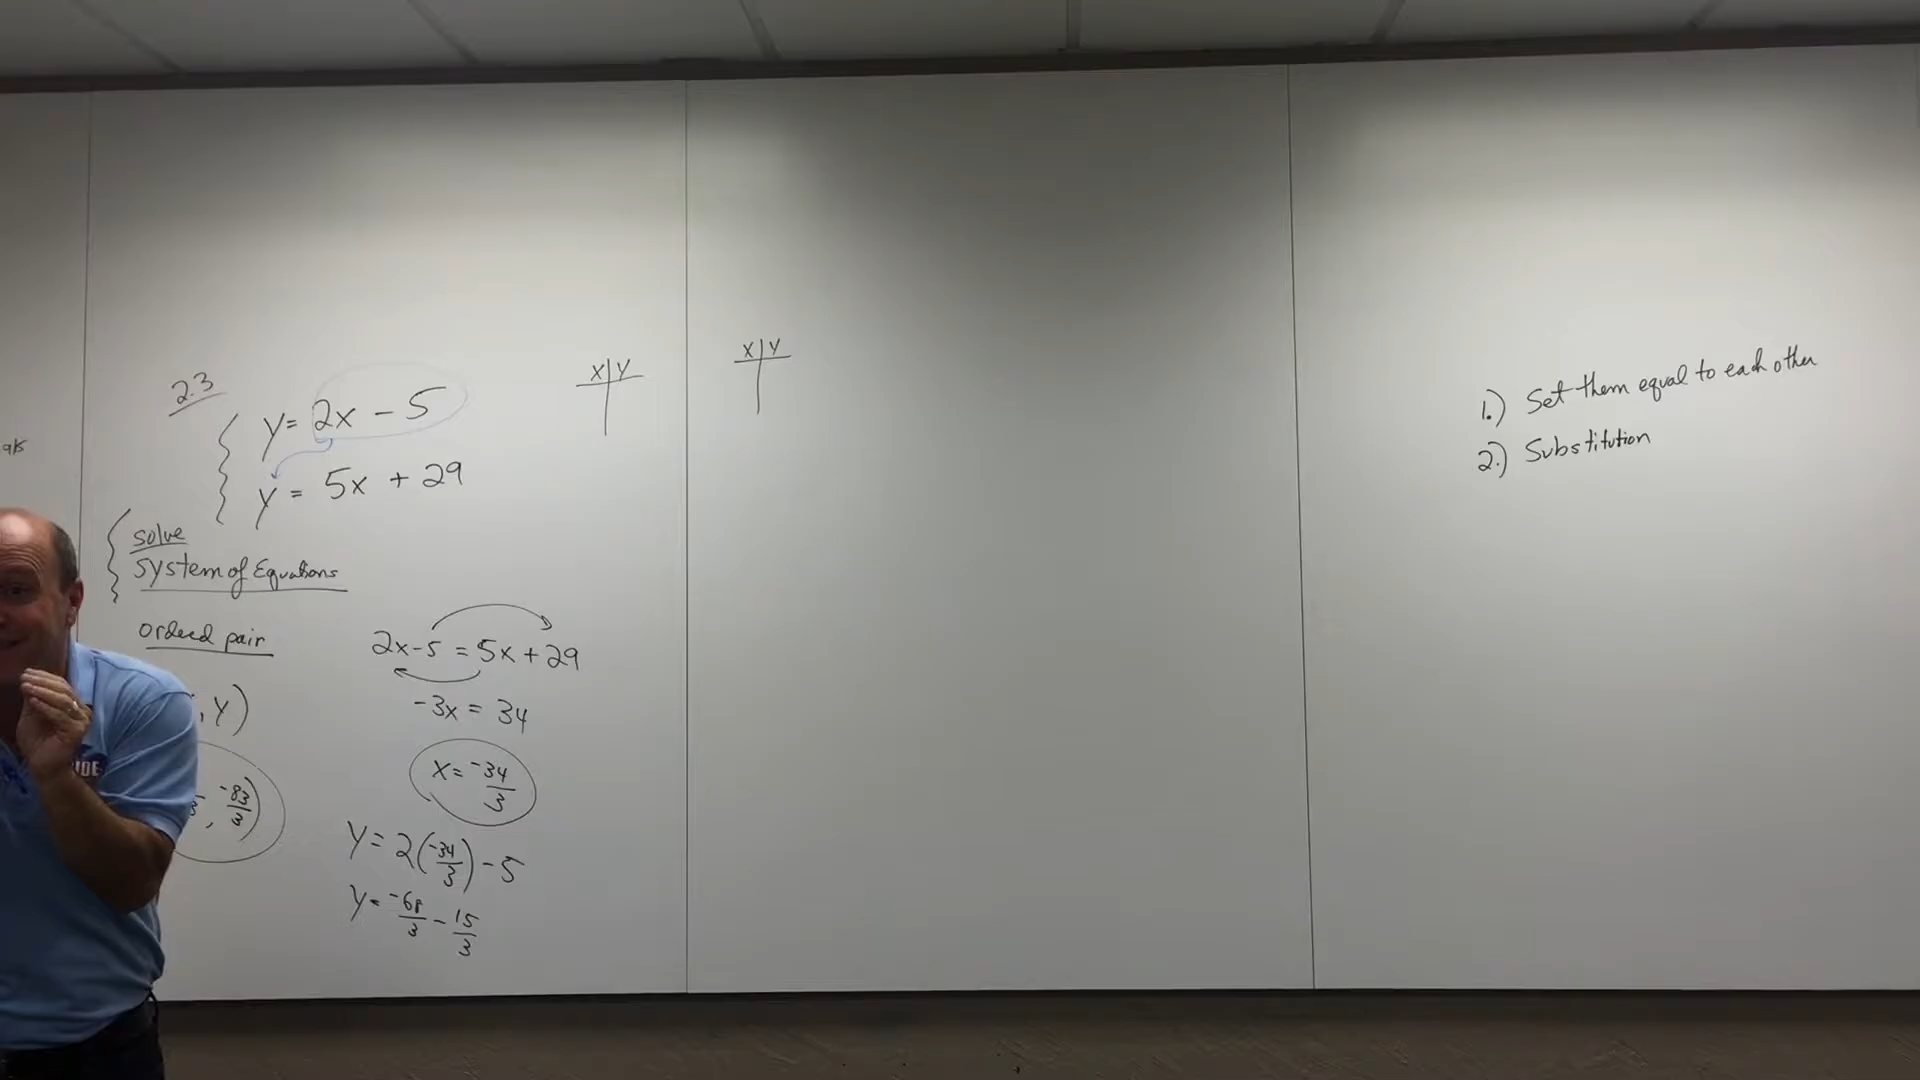 2.3
y = 2x - 5
y = 5x + 29
X | Y
X | Y
solve
System of Equations
ordeed pair
, Y)
, -83/3)
2x - 5 = 5x + 29
-3x = 34
x = -34/3
y = 2(-34/3) - 5
y = -68/3 - 15/3
1.) Set them equal to each other
2.) Substitution